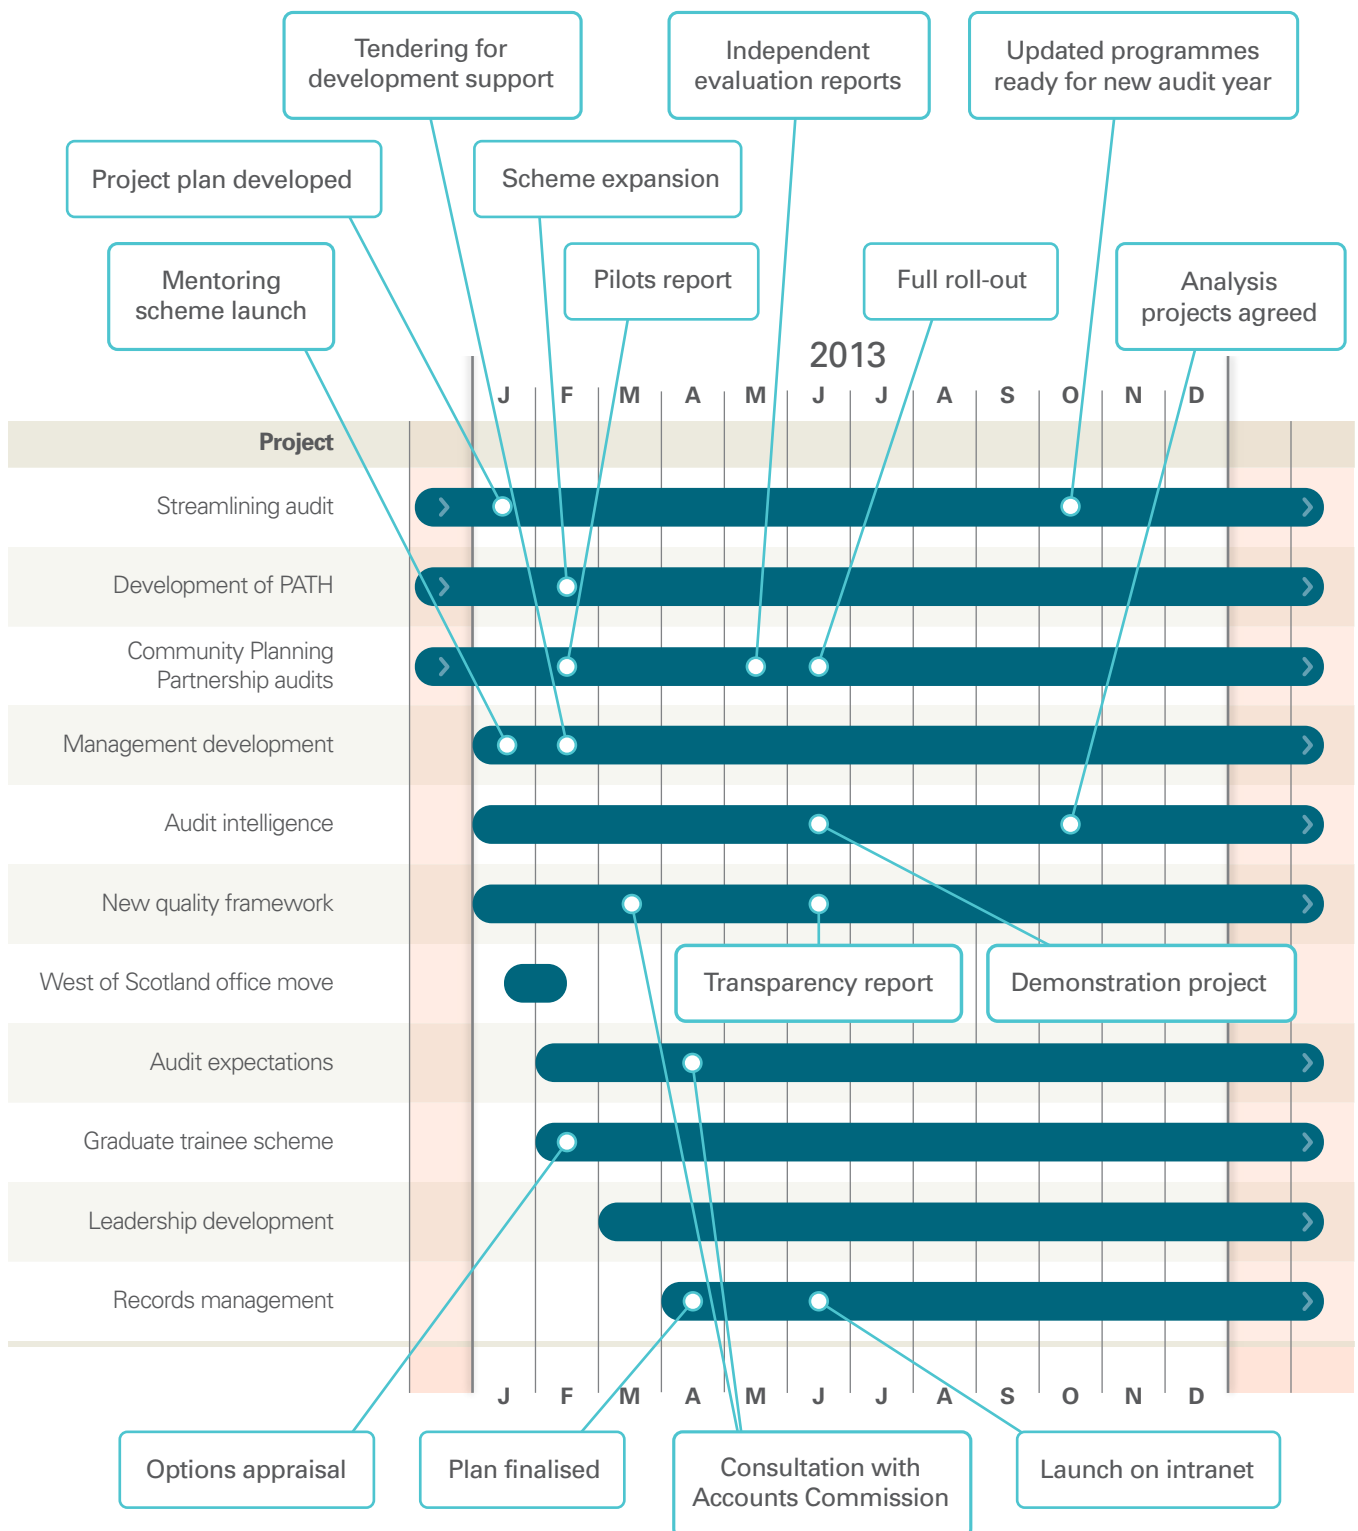 Tendering for
development support
Independent
evaluation reports
Updated programmes
ready for new audit year
Project plan developed
Scheme expansion
Mentoring
scheme launch
Pilots report
Full roll-out
Analysis
projects agreed
2013
J F M A M J J A S O N D
Project
Streamlining audit
Development of PATH
Community Planning
Partnership audits
Management development
Audit intelligence
New quality framework
West of Scotland office move
Transparency report
Demonstration project
Audit expectations
Graduate trainee scheme
Leadership development
Records management
J F M A M J J A S O N D
Options appraisal
Plan finalised
Consultation with
Accounts Commission
Launch on intranet